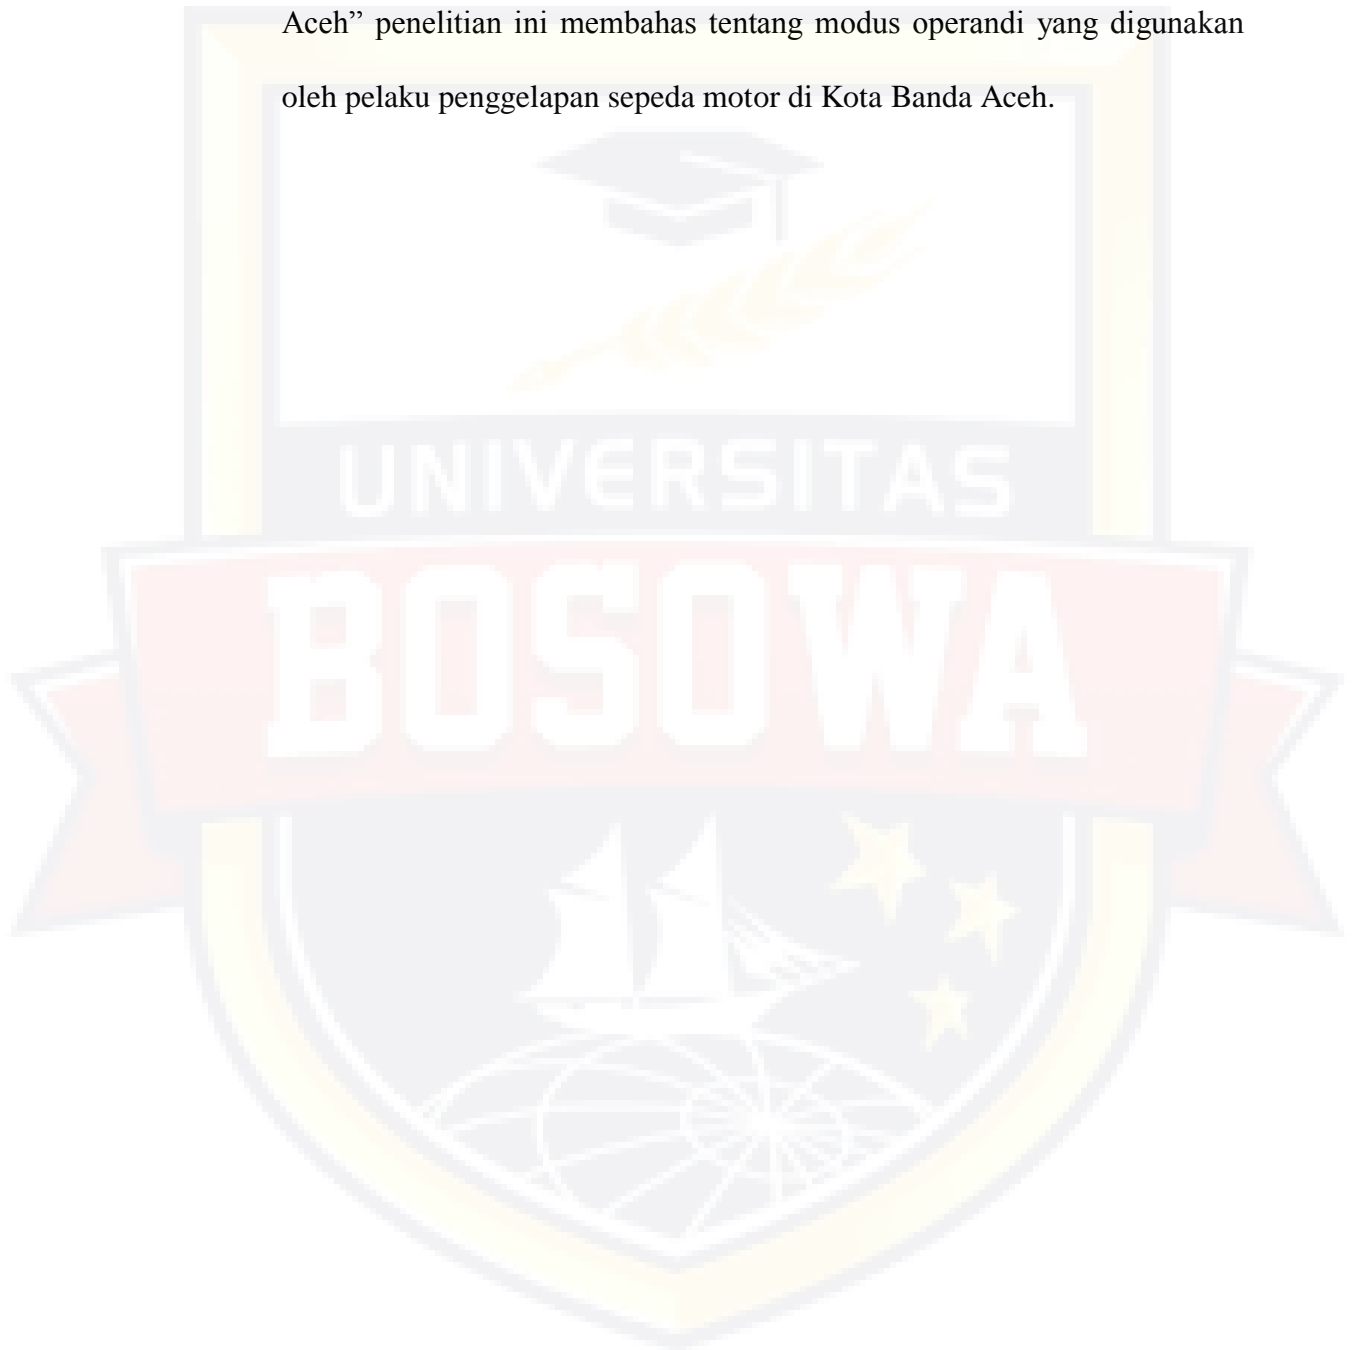 Aceh” penelitian ini membahas tentang modus operandi yang digunakan
oleh pelaku penggelapan sepeda motor di Kota Banda Aceh.
UNIVERSITAS
BOSOWA